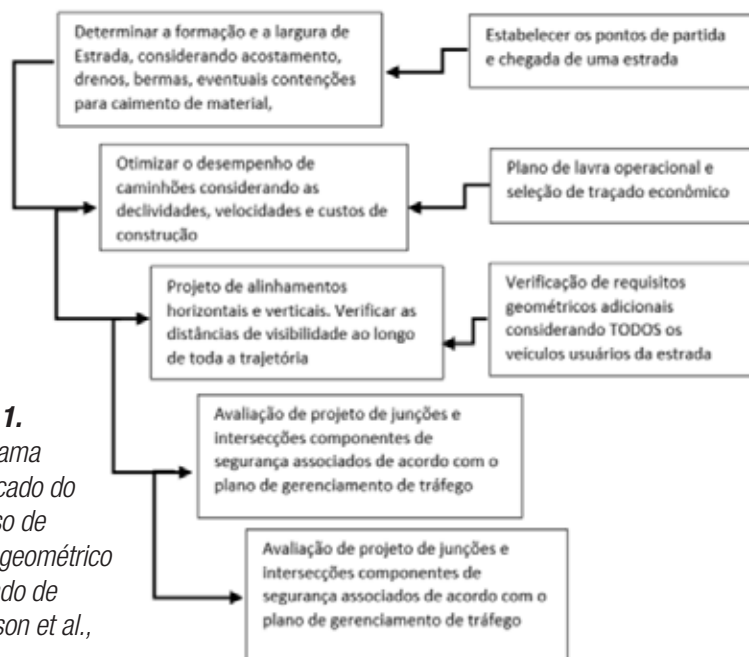 Determinar a formação e a largura de
Estrada, considerando acostamento,
drenos, bermas, eventuais contenções
para caimento de material,
Estabelecer os pontos de partida
e chegada de uma estrada
Otimizar o desempenho de
caminhões considerando as
declividades, velocidades e custos de
construção
Plano de lavra operacional e
seleção de traçado econômico
Projeto de alinhamentos
horizontais e verticais. Verificar as
distâncias de visibilidade ao longo
de toda a trajetória
Verificação de requisitos
geométricos adicionais
considerando TODOS os
veículos usuários da estrada
Avaliação de projeto de junções e
intersecções componentes de
segurança associados de acordo com o
plano de gerenciamento de tráfego
Avaliação de projeto de junções e
intersecções componentes de
segurança associados de acordo com o
plano de gerenciamento de tráfego
1.
ama
cado do
so de
geométrico
do de
son et al.,